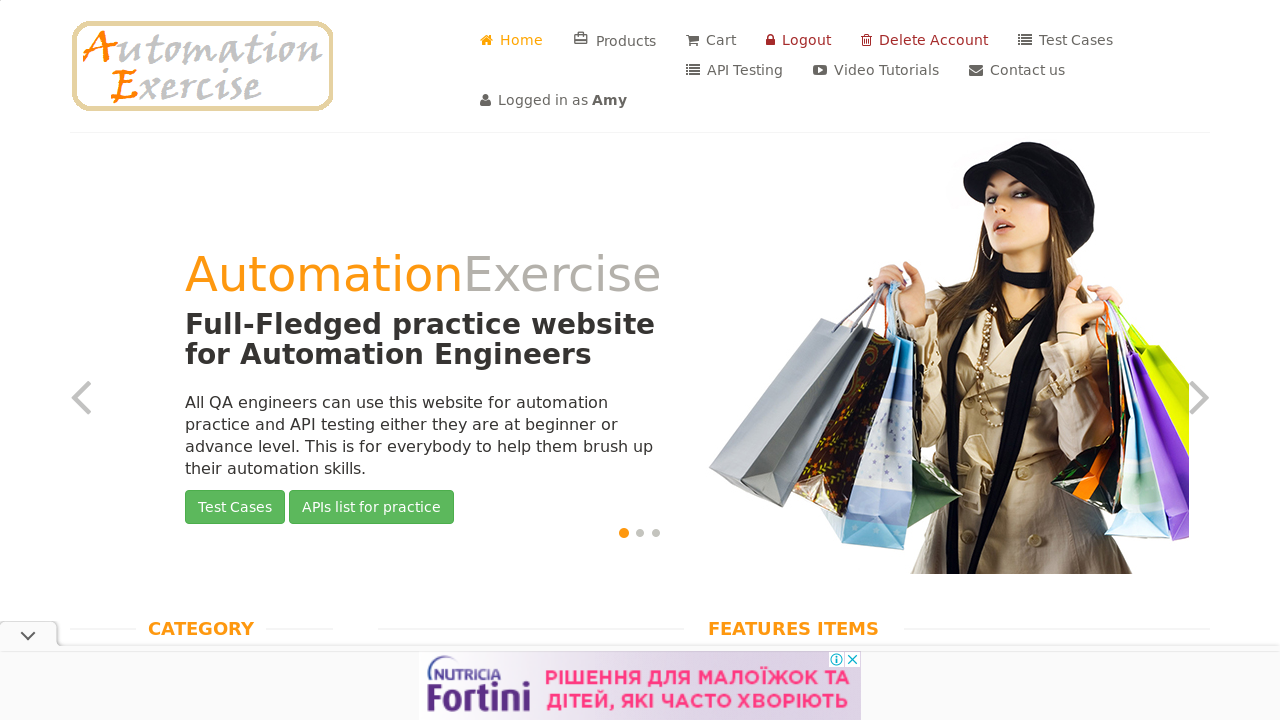 Automation
Exercise
Home
Products
Cart
Logout
Delete Account
Test Cases
API Testing
Video Tutorials
Contact us
Logged in as Amy
AutomationExercise
Full-Fledged practice website
for Automation Engineers
All QA engineers can use this website for automation
practice and API testing either they are at beginner or
advance level. This is for everybody to help them brush up
their automation skills.
Test Cases
APIs list for practice
CATEGORY
FEATURES ITEMS
NUTRICIA
Fortini
РІШЕННЯ ДЛЯ МАЛОЇЖОК ТА
ДІТЕЙ, ЯКІ ЧАСТО ХВОРІЮТЬ